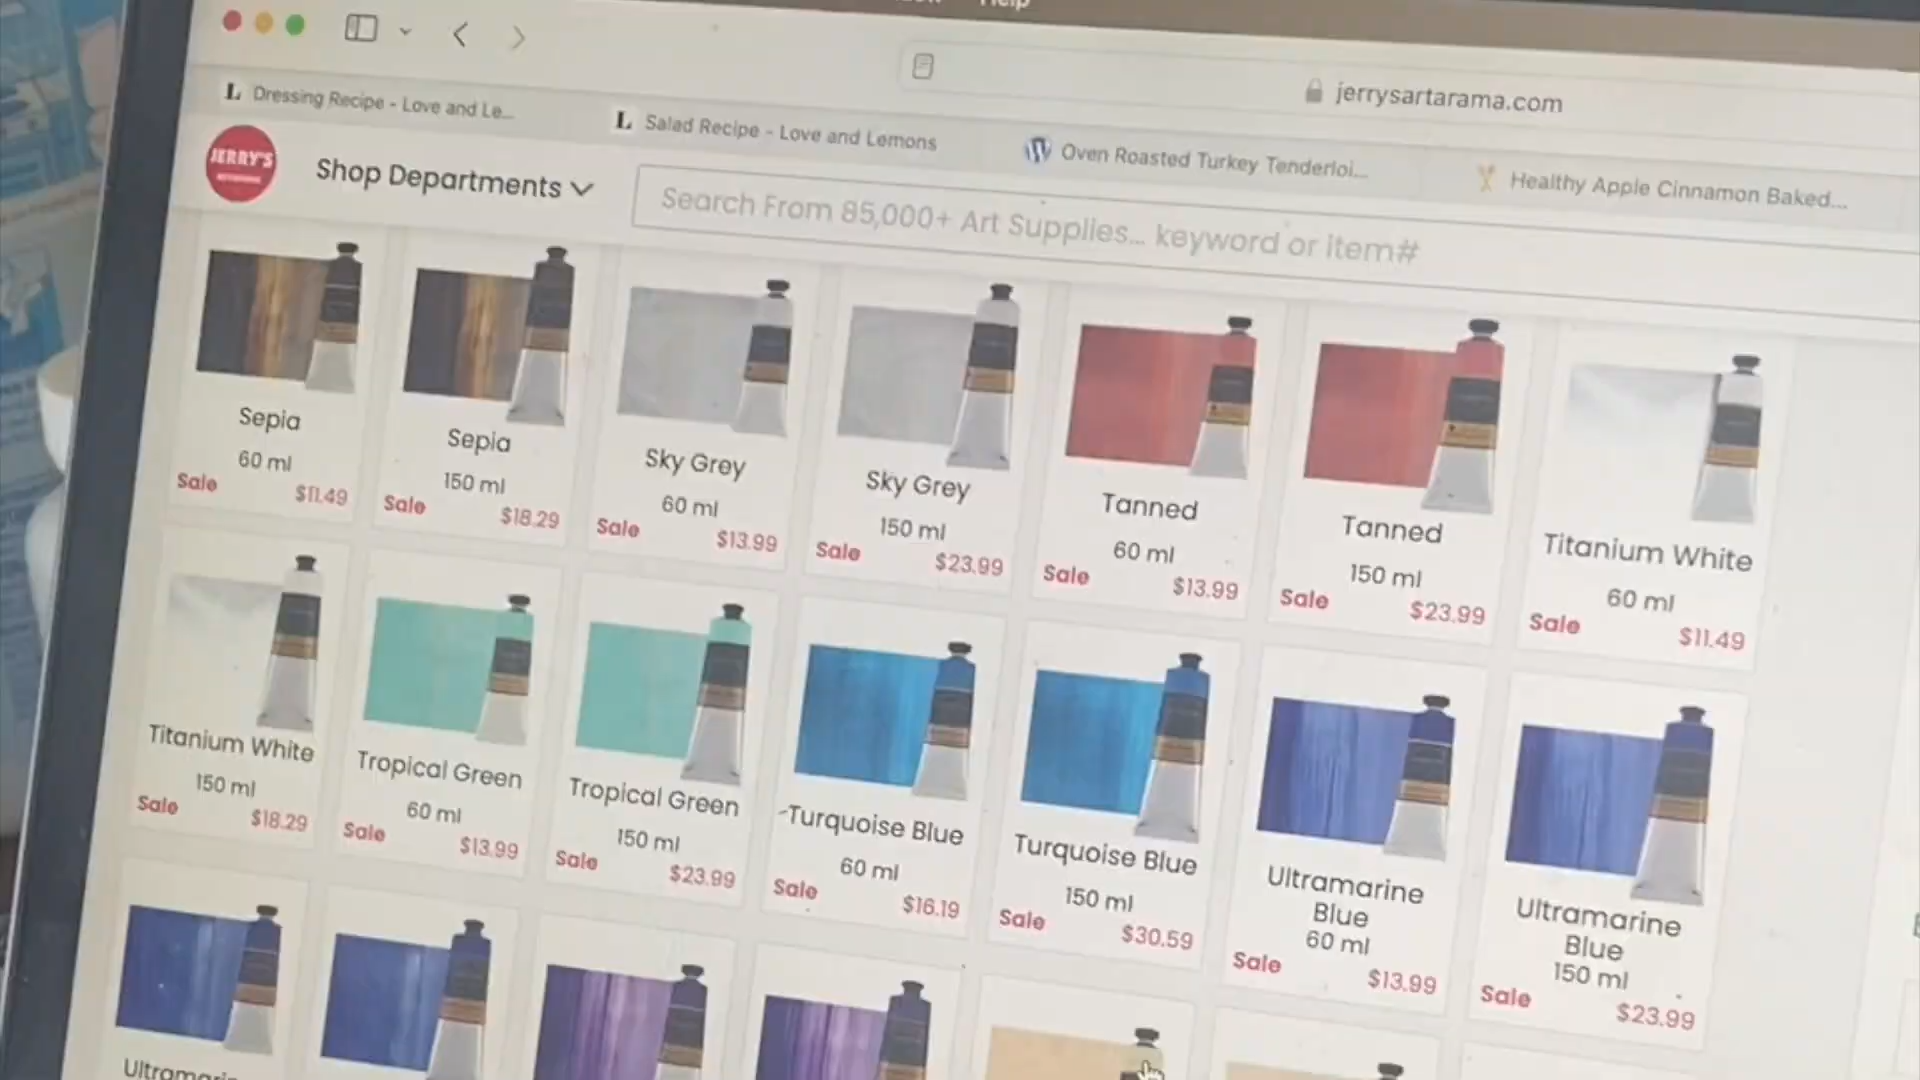 Help
jerrysartarama.com
L Dressing Recipe - Love and Le...
L Salad Recipe - Love and Lemons
Oven Roasted Turkey Tenderloi...
Healthy Apple Cinnamon Baked...
JERRY'S
Shop Departments
Search From 85,000+ Art Supplies... keyword or item#
Sepia
60 ml
Sale $11.49
Sepia
150 ml
Sale $18.29
Sky Grey
60 ml
Sale $13.99
Sky Grey
150 ml
Sale $23.99
Tanned
60 ml
Sale $13.99
Tanned
150 ml
Sale $23.99
Titanium White
60 ml
Sale $11.49
Titanium White
150 ml
Sale $18.29
Tropical Green
60 ml
Sale $13.99
Tropical Green
150 ml
Sale $23.99
Turquoise Blue
60 ml
Sale $16.19
Turquoise Blue
150 ml
Sale $30.59
Ultramarine
Blue
60 ml
Sale $13.99
Ultramarine
Blue
150 ml
Sale $23.99